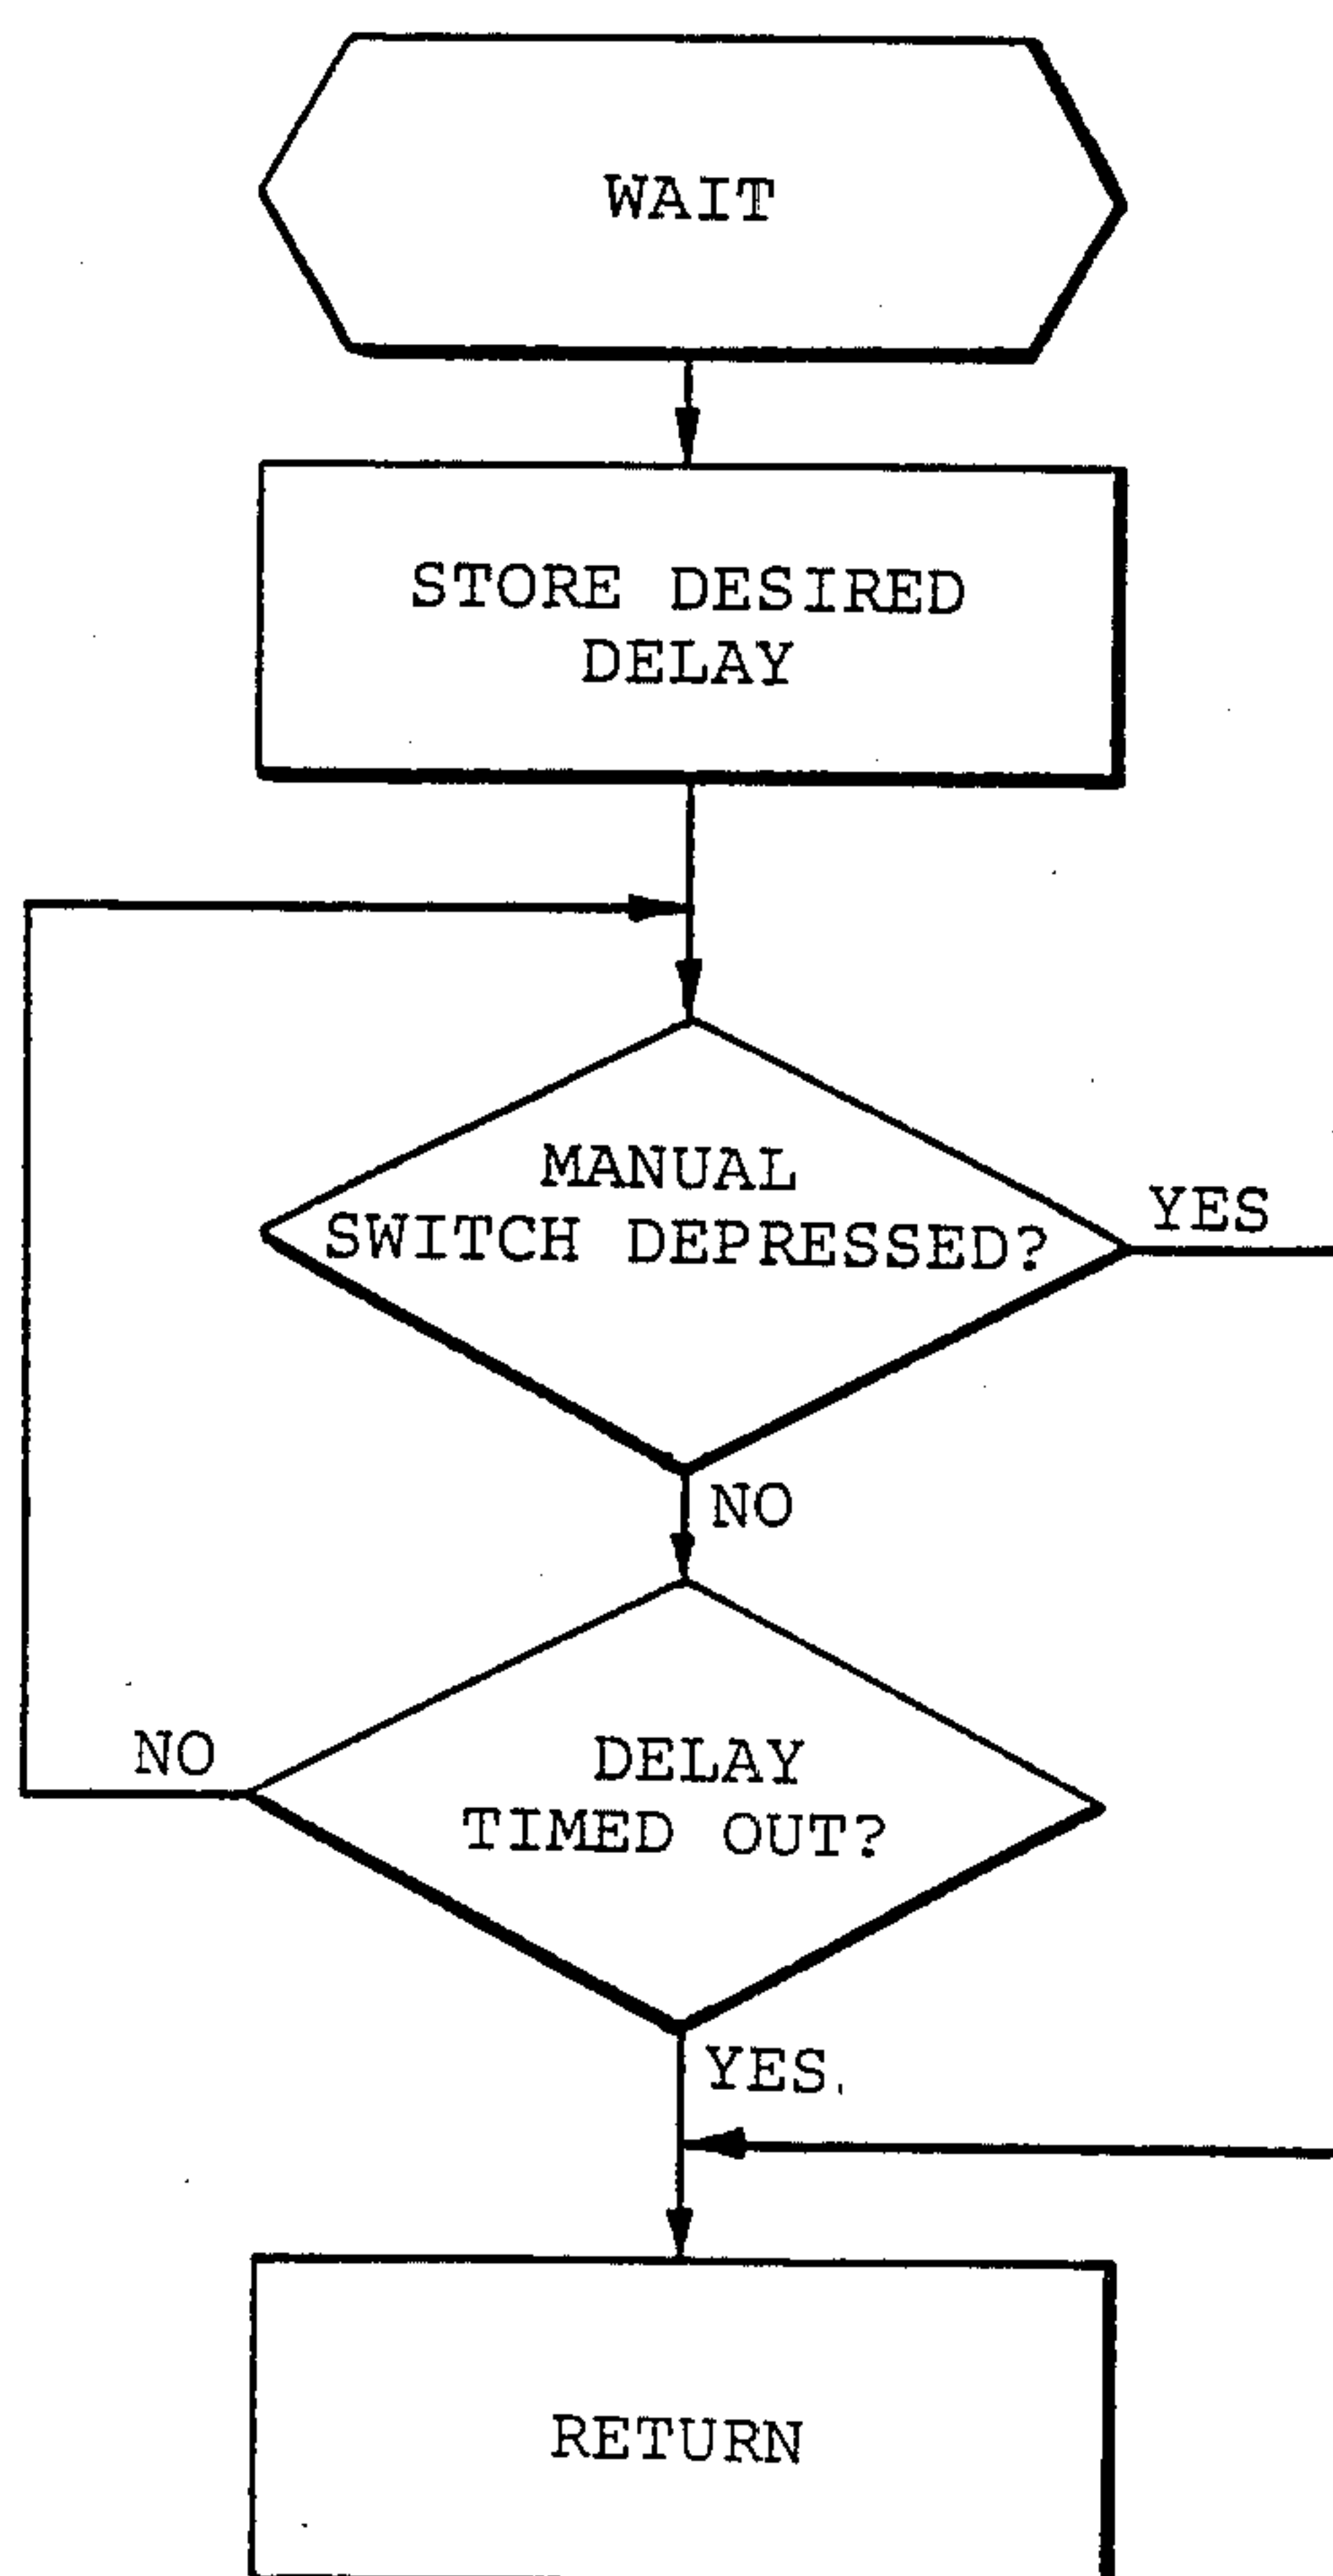 WAIT
STORE DESIRED
DELAY
MANUAL
SWITCH DEPRESSED?
YES
NO
DELAY
TIMED OUT?
NO
YES
RETURN